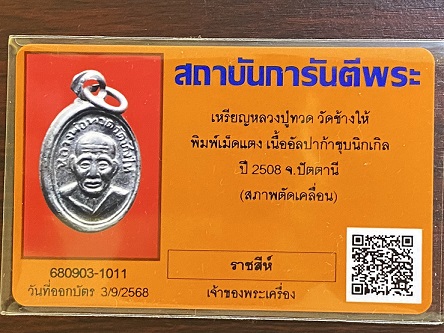 สถาบันการันตีพระ
เหรียญหลวงปู่ทวด วัดช้างให้
พิมพ์เม็ดแตง เนื้ออัลปาก้าชุบนิกเกิล
ปี 2508 จ.ปัตตานี
(สภาพตัดเคลื่อน)
680903-1011
วันที่ออกบัตร 3/9/2568
ราชสีห์
เจ้าของพระเครื่อง